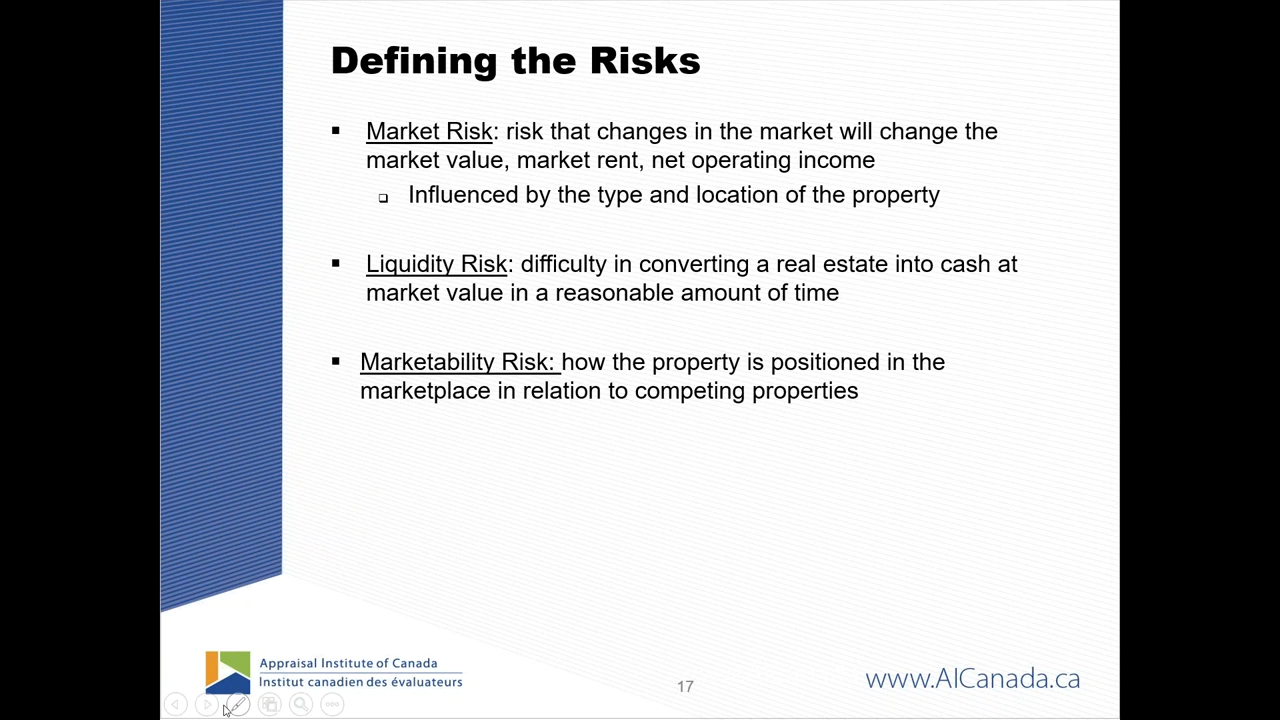 Defining the Risks
Market Risk: risk that changes in the market will change the
market value, market rent, net operating income
Influenced by the type and location of the property
Liquidity Risk: difficulty in converting a real estate into cash at
market value in a reasonable amount of time
Marketability Risk: how the property is positioned in the
marketplace in relation to competing properties
Appraisal Institute of Canada
Institut canadien des évaluateurs
17
www.AICanada.ca